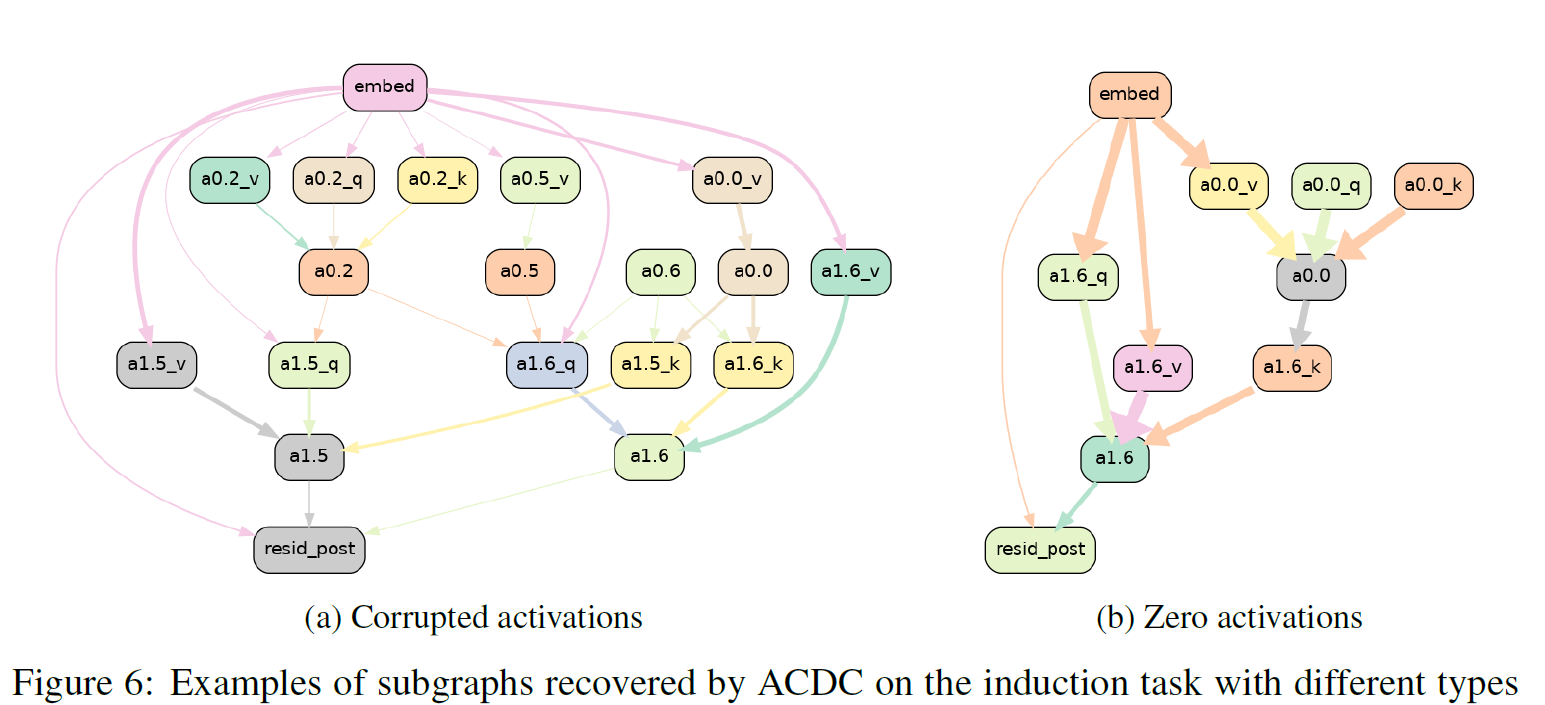 embed
a0.2_v a0.2_q a0.2_k a0.5_v a0.0_v
a0.2 a0.5 a0.6 a0.0 a1.6_v
a1.5_v a1.5_q a1.6_q a1.5_k a1.6_k
a1.5 a1.6
resid_post
(a) Corrupted activations
embed
a0.0_v a0.0_q a0.0_k
a1.6_q a0.0
a1.6_v a1.6_k
a1.6
resid_post
(b) Zero activations
Figure 6: Examples of subgraphs recovered by ACDC on the induction task with different types